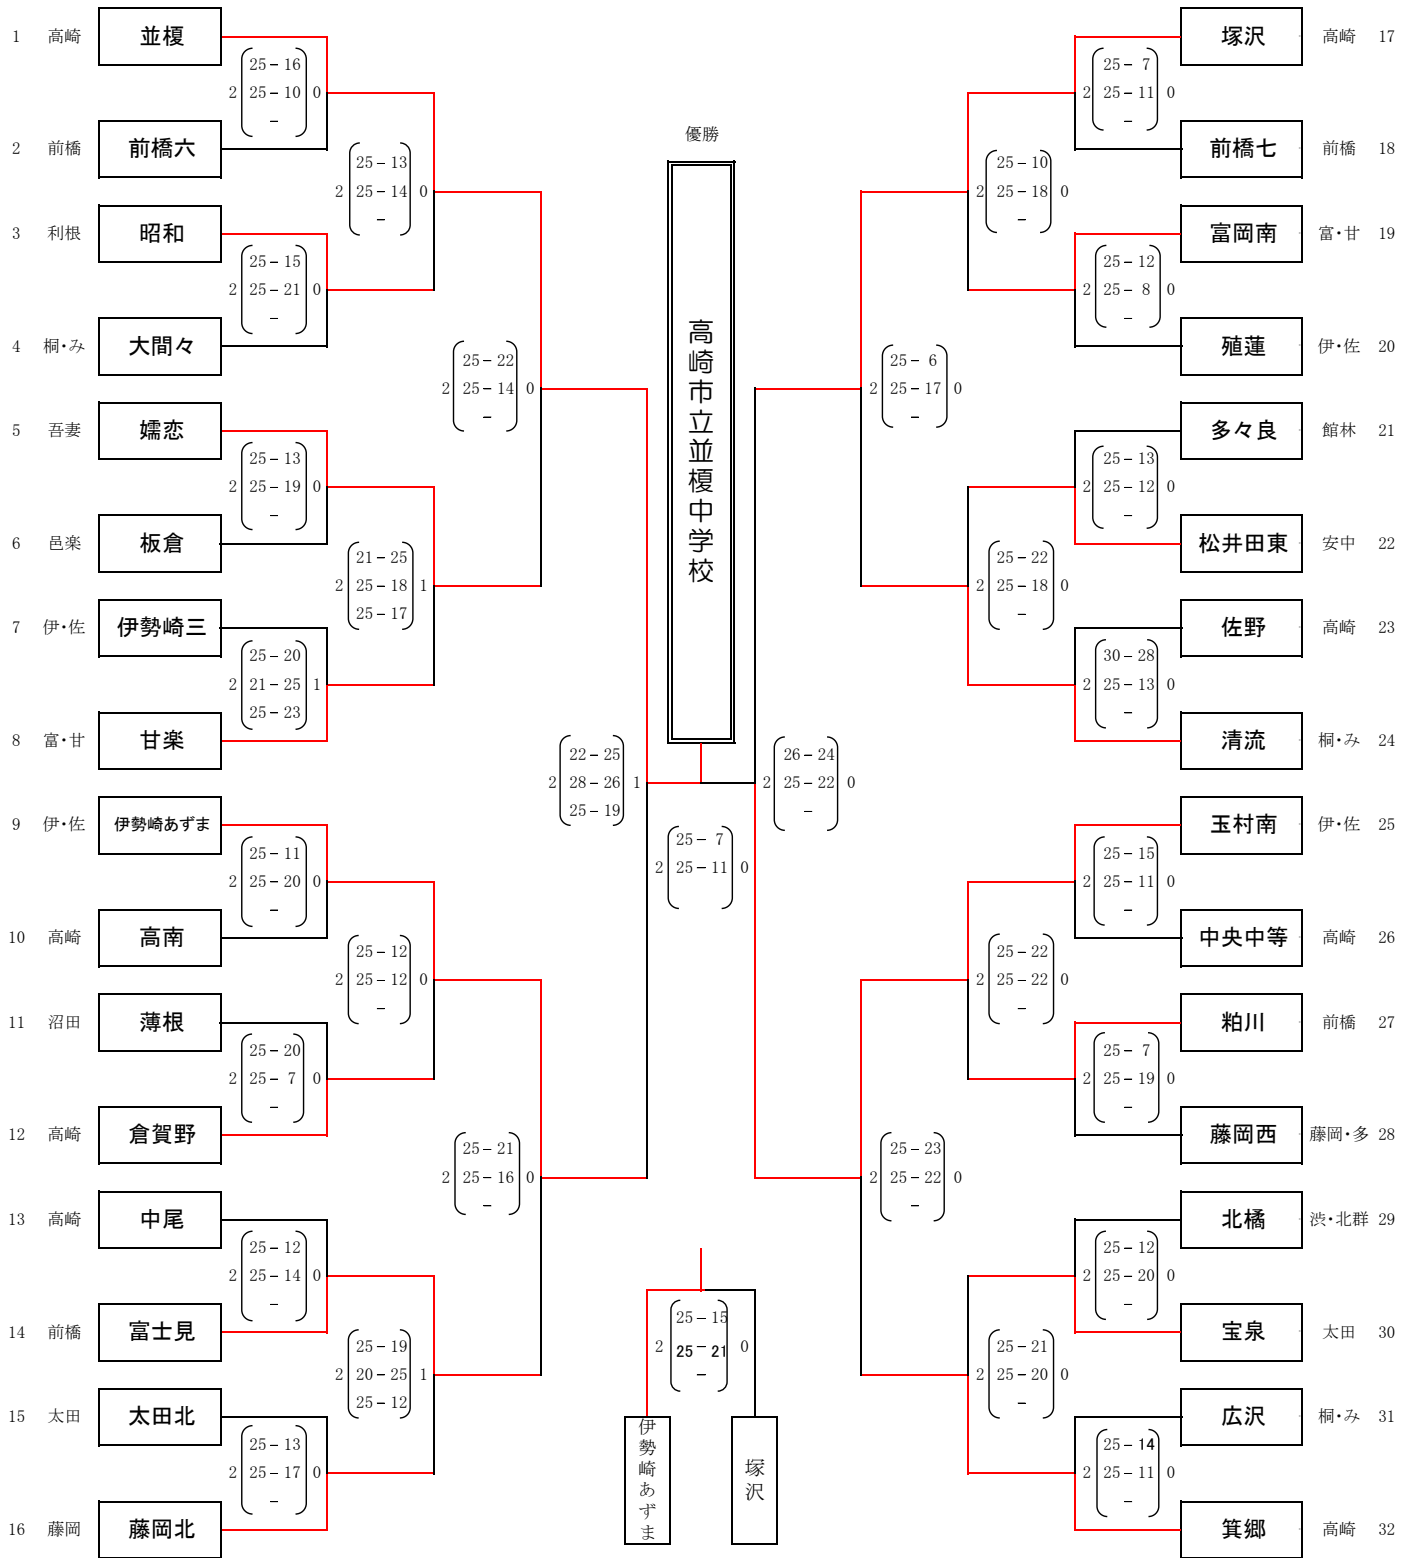 優勝
高崎市立並榎中学校
1 高崎 並榎
2 前橋 前橋六
3 利根 昭和
4 桐・み 大間々
5 吾妻 嬬恋
6 邑楽 板倉
7 伊・佐 伊勢崎三
8 富・甘 甘楽
9 伊・佐 伊勢崎あずま
10 高崎 高南
11 沼田 薄根
12 高崎 倉賀野
13 高崎 中尾
14 前橋 富士見
15 太田 太田北
16 藤岡 藤岡北
25-16
2 25-10 0
-
25-15
2 25-21 0
-
25-13
2 25-19 0
-
25-20
2 21-25 1
25-23
25-11
2 25-20 0
-
25-20
2 25-7 0
-
25-12
2 25-14 0
-
25-13
2 25-17 0
-
25-13
2 25-14 0
-
21-25
2 25-18 1
25-17
25-12
2 25-12 0
-
25-19
2 20-25 1
25-12
25-22
2 25-14 0
-
25-21
2 25-16 0
-
22-25
2 28-26 1
25-19
25-7
2 25-11 0
26-24
2 25-22 0
-
25-15
2 25-21 0
-
伊勢崎あずま
塚沢
25-6
2 25-17 0
-
25-23
2 25-22 0
-
25-10
2 25-18 0
-
25-22
2 25-18 0
-
25-22
2 25-22 0
-
25-21
2 25-20 0
-
25-7
2 25-11 0
-
25-12
2 25-8 0
-
25-13
2 25-12 0
-
30-28
2 25-13 0
-
25-15
2 25-11 0
-
25-7
2 25-19 0
-
25-12
2 25-20 0
-
25-14
2 25-11 0
-
塚沢 高崎 17
前橋七 前橋 18
富岡南 富・甘 19
殖蓮 伊・佐 20
多々良 館林 21
松井田東 安中 22
佐野 高崎 23
清流 桐・み 24
玉村南 伊・佐 25
中央中等 高崎 26
粕川 前橋 27
藤岡西 藤岡・多 28
北橘 渋・北群 29
宝泉 太田 30
広沢 桐・み 31
箕郷 高崎 32